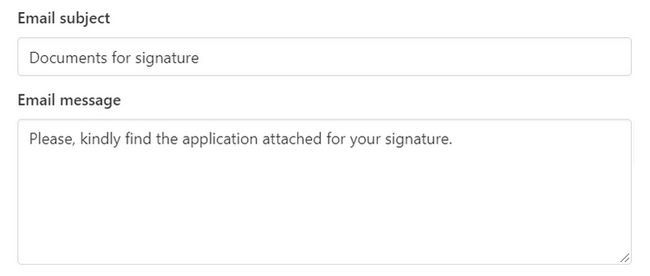 Email subject
Documents for signature
Email message
Please, kindly find the application attached for your signature.